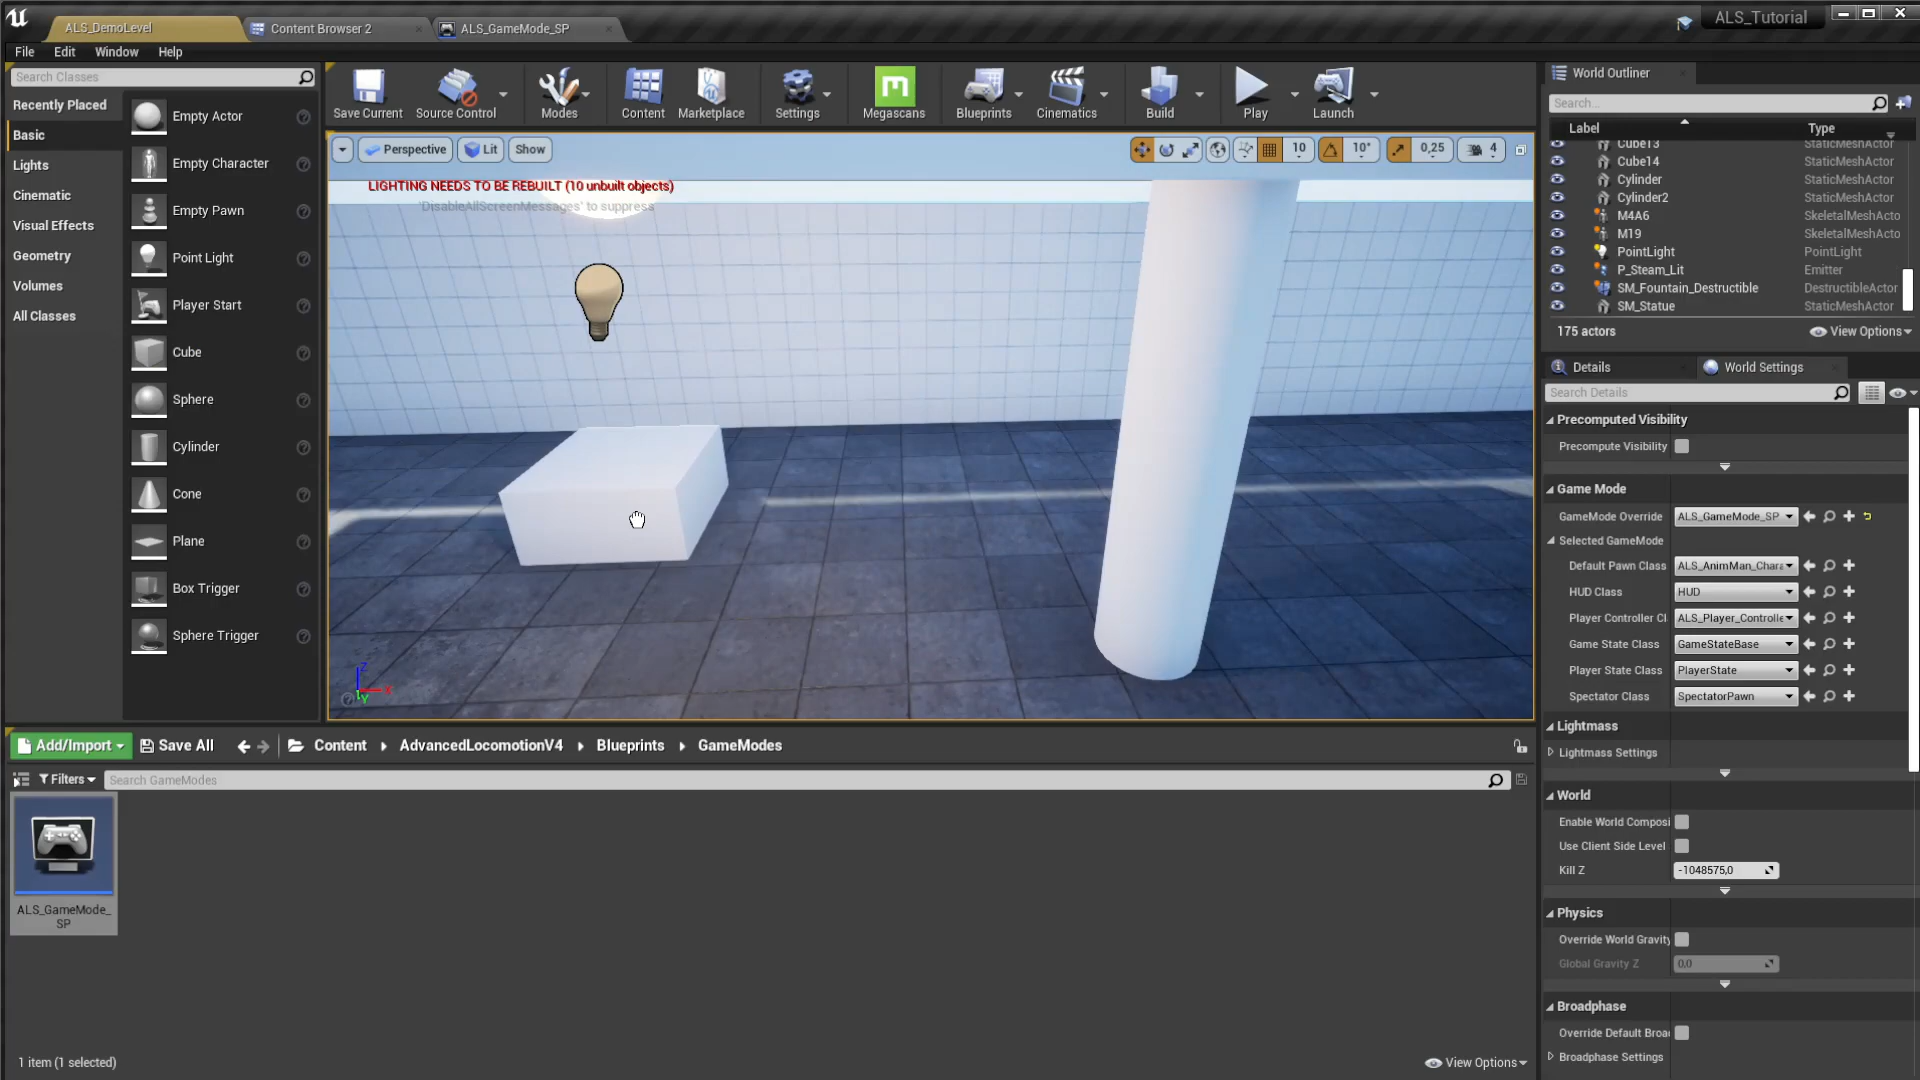 ALS_DemoLevel
Content Browser 2
ALS_GameMode_SP
ALS_Tutorial
File Edit Window Help
Search Classes
Recently Placed
Basic
Lights
Cinematic
Visual Effects
Geometry
Volumes
All Classes
Empty Actor
Empty Character
Empty Pawn
Point Light
Player Start
Cube
Sphere
Cylinder
Cone
Plane
Box Trigger
Sphere Trigger
Save Current
Source Control
Modes
Content
Marketplace
Settings
Megascans
Blueprints
Cinematics
Build
Play
Launch
Perspective
Lit
Show
10
10°
0,25
4
LIGHTING NEEDS TO BE REBUILT (10 unbuilt objects)
'DisableAllScreenMessages' to suppress
Z
X
Y
World Outliner
Search...
Label Type
Cube13 StaticMeshActor
Cube14 StaticMeshActor
Cylinder StaticMeshActor
Cylinder2 StaticMeshActor
M4A6 SkeletalMeshActo
M19 SkeletalMeshActo
PointLight PointLight
P_Steam_Lit Emitter
SM_Fountain_Destructible DestructibleActor
SM_Statue StaticMeshActor
175 actors
View Options
Details
World Settings
Search Details
Precomputed Visibility
Precompute Visibility
Game Mode
GameMode Override ALS_GameMode_SP
Selected GameMode
Default Pawn Class ALS_AnimMan_Chara
HUD Class HUD
Player Controller Cl ALS_Player_Controlle
Game State Class GameStateBase
Player State Class PlayerState
Spectator Class SpectatorPawn
Lightmass
Lightmass Settings
World
Enable World Composi
Use Client Side Level
Kill Z -1048575,0
Physics
Override World Gravity
Global Gravity Z 0,0
Broadphase
Override Default Broa
Broadphase Settings
Add/Import
Save All
Content
AdvancedLocomotionV4
Blueprints
GameModes
Filters
Search GameModes
ALS_GameMode_
SP
1 item (1 selected)
View Options